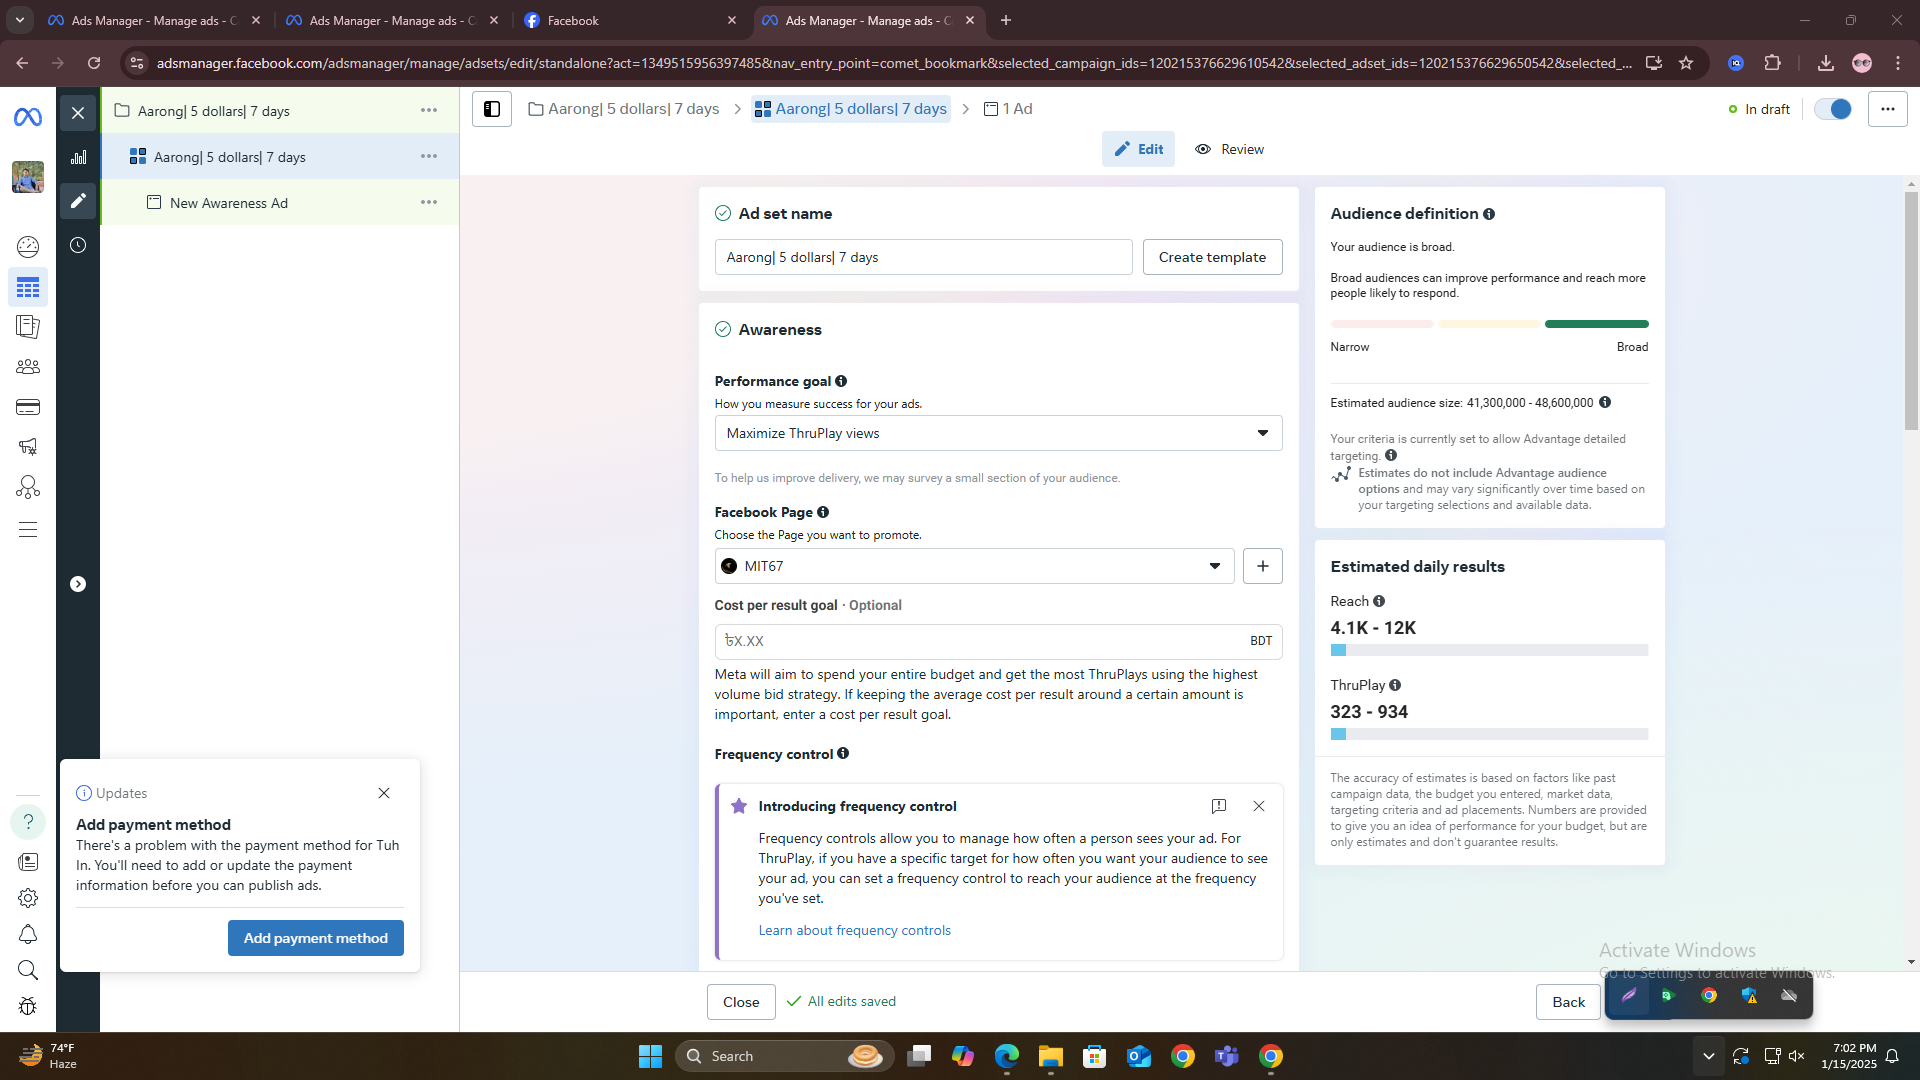 Ads Manager - Manage ads - C
Ads Manager - Manage ads - C
Facebook
Ads Manager - Manage ads - C
adsmanager.facebook.com/adsmanager/manage/adsets/edit/standalone?act=1349515956397485&nav_entry_point=comet_bookmark&selected_campaign_ids=120215376629610542&selected_adset_ids=120215376629650542&selected_...
Aarong| 5 dollars| 7 days
Aarong| 5 dollars| 7 days
New Awareness Ad
Aarong| 5 dollars| 7 days
Aarong| 5 dollars| 7 days
1 Ad
In draft
Edit
Review
Ad set name
Aarong| 5 dollars| 7 days
Create template
Awareness
Performance goal
How you measure success for your ads.
Maximize ThruPlay views
To help us improve delivery, we may survey a small section of your audience.
Facebook Page
Choose the Page you want to promote.
MIT67
Cost per result goal · Optional
৳X.XX
BDT
Meta will aim to spend your entire budget and get the most ThruPlays using the highest
volume bid strategy. If keeping the average cost per result around a certain amount is
important, enter a cost per result goal.
Frequency control
Introducing frequency control
Frequency controls allow you to manage how often a person sees your ad. For
ThruPlay, if you have a specific target for how often you want your audience to see
your ad, you can set a frequency control to reach your audience at the frequency
you've set.
Learn about frequency controls
Audience definition
Your audience is broad.
Broad audiences can improve performance and reach more
people likely to respond.
Narrow
Broad
Estimated audience size: 41,300,000 - 48,600,000
Your criteria is currently set to allow Advantage detailed
targeting.
Estimates do not include Advantage audience
options and may vary significantly over time based on
your targeting selections and available data.
Estimated daily results
Reach
4.1K - 12K
ThruPlay
323 - 934
The accuracy of estimates is based on factors like past
campaign data, the budget you entered, market data,
targeting criteria and ad placements. Numbers are provided
to give you an idea of performance for your budget, but are
only estimates and don't guarantee results.
Updates
Add payment method
There's a problem with the payment method for Tuh
In. You'll need to add or update the payment
information before you can publish ads.
Add payment method
Close
All edits saved
Back
Activate Windows
Go to Settings to activate Windows.
74°F
Haze
Search
7:02 PM
1/15/2025